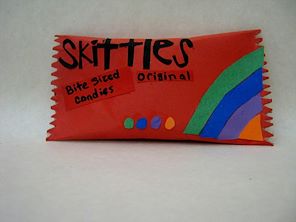 Skittles
Original
Bite Sized
Candies